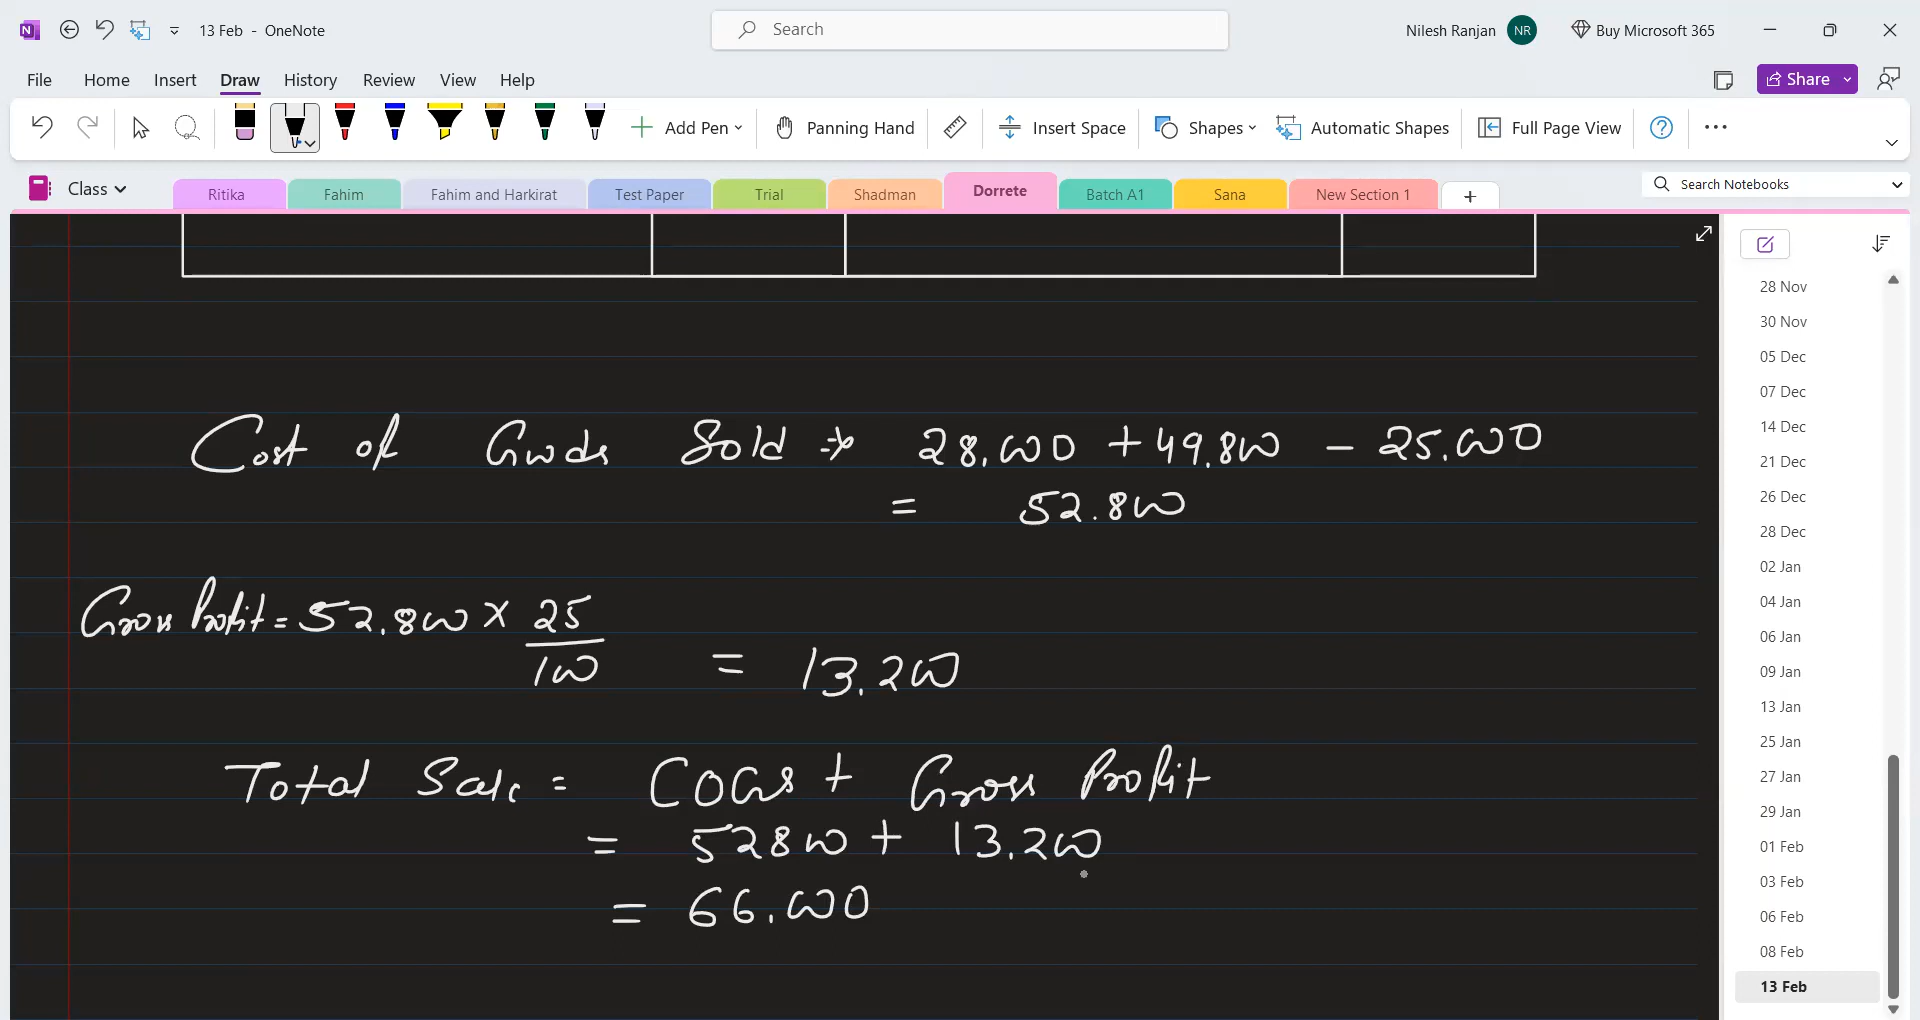 13 Feb - OneNote
Search
Nilesh Ranjan NR
Buy Microsoft 365
File Home Insert Draw History Review View Help
Share
Add Pen Panning Hand Insert Space Shapes Automatic Shapes Full Page View
Class Ritika Fahim Fahim and Harkirat Test Paper Trial Shadman Dorrete Batch A1 Sana New Section 1 +
Search Notebooks
Cost of Goods Sold ⇒ 28,000 + 49,800 - 25,000
= 52,800
Gross Profit = 52,800 × 25/100 = 13,200
Total Sale = COGS + Gross Profit
= 52800 + 13,200
= 66,000
28 Nov
30 Nov
05 Dec
07 Dec
14 Dec
21 Dec
26 Dec
28 Dec
02 Jan
04 Jan
06 Jan
09 Jan
13 Jan
25 Jan
27 Jan
29 Jan
01 Feb
03 Feb
06 Feb
08 Feb
13 Feb